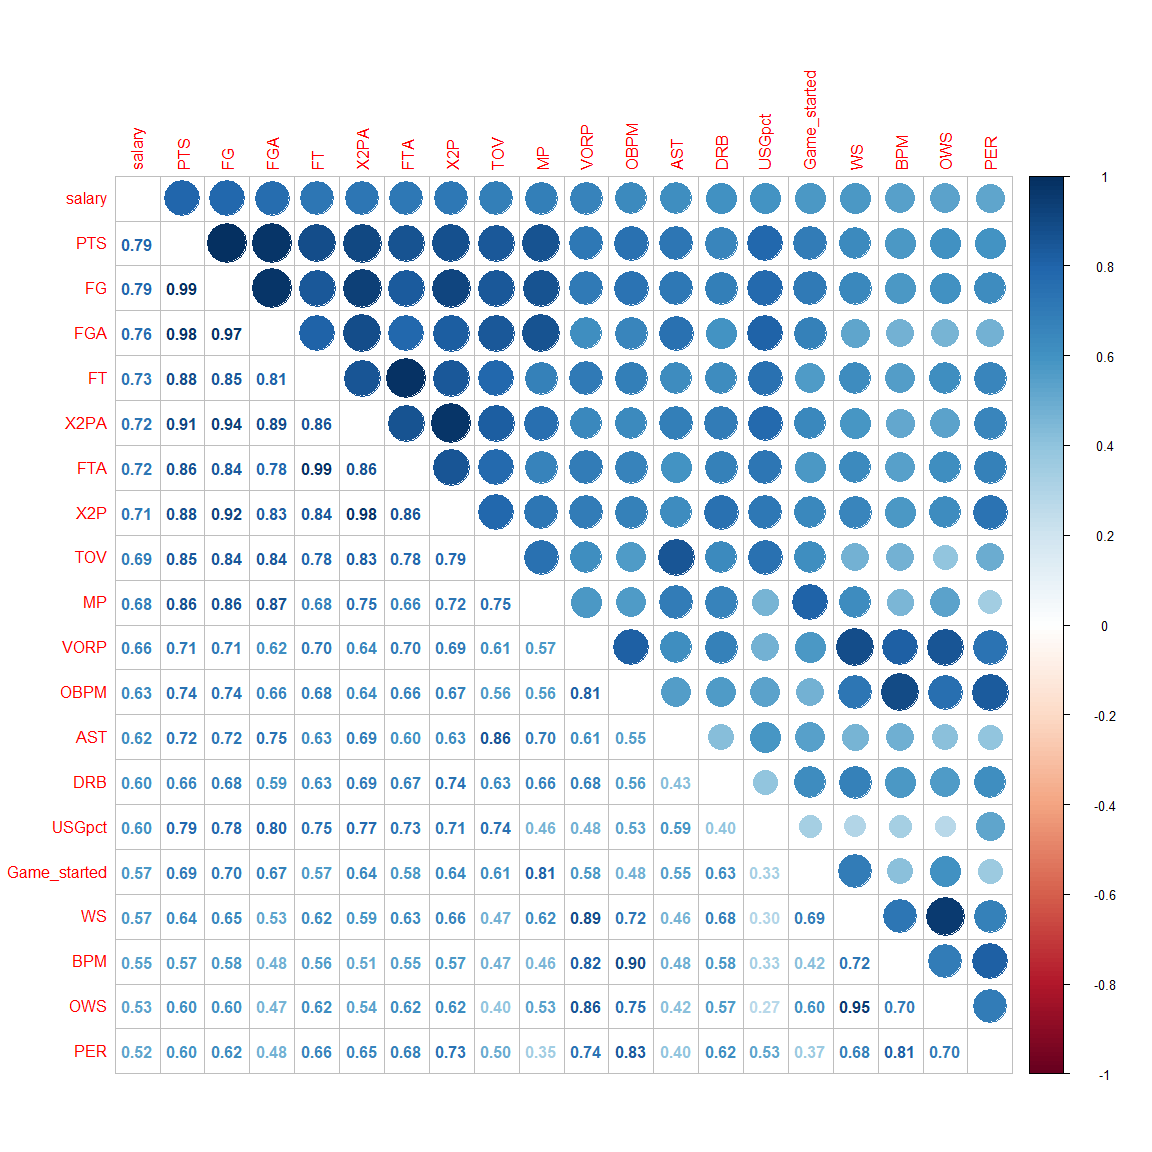 salary PTS FG FGA FT X2PA FTA X2P TOV MP VORP OBPM AST DRB USGpct Game_started WS BPM OWS PER
salary 1
PTS 0.79
FG 0.79 0.99 0.8
FGA 0.76 0.98 0.97
FT 0.73 0.88 0.85 0.81 0.6
X2PA 0.72 0.91 0.94 0.89 0.86
FTA 0.72 0.86 0.84 0.78 0.99 0.86 0.4
X2P 0.71 0.88 0.92 0.83 0.84 0.98 0.86
TOV 0.69 0.85 0.84 0.84 0.78 0.83 0.78 0.79 0.2
MP 0.68 0.86 0.86 0.87 0.68 0.75 0.66 0.72 0.75 0
VORP 0.66 0.71 0.71 0.62 0.70 0.64 0.70 0.69 0.61 0.57
OBPM 0.63 0.74 0.74 0.66 0.68 0.64 0.66 0.67 0.56 0.56 0.81 -0.2
AST 0.62 0.72 0.72 0.75 0.63 0.69 0.60 0.63 0.86 0.70 0.61 0.55
DRB 0.60 0.66 0.68 0.59 0.63 0.69 0.67 0.74 0.63 0.66 0.68 0.56 0.43 -0.4
USGpct 0.60 0.79 0.78 0.80 0.75 0.77 0.73 0.71 0.74 0.46 0.48 0.53 0.59 0.40
Game_started 0.57 0.69 0.70 0.67 0.57 0.64 0.58 0.64 0.61 0.81 0.58 0.48 0.55 0.63 0.33 -0.6
WS 0.57 0.64 0.65 0.53 0.62 0.59 0.63 0.66 0.47 0.62 0.89 0.72 0.46 0.68 0.30 0.69
BPM 0.55 0.57 0.58 0.48 0.56 0.51 0.55 0.57 0.47 0.46 0.82 0.90 0.48 0.58 0.33 0.42 0.72 -0.8
OWS 0.53 0.60 0.60 0.47 0.62 0.54 0.62 0.62 0.40 0.53 0.86 0.75 0.42 0.57 0.27 0.60 0.95 0.70
PER 0.52 0.60 0.62 0.48 0.66 0.65 0.68 0.73 0.50 0.35 0.74 0.83 0.40 0.62 0.53 0.37 0.68 0.81 0.70
-1